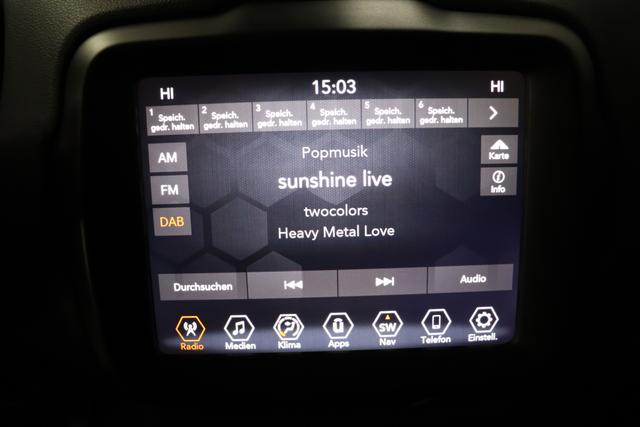 HI 15:03 HI
1 Speich. gedr. halten 2 Speich. gedr. halten 3 Speich. gedr. halten 4 Speich. gedr. halten 5 Speich. gedr. halten 6 Speich. gedr. halten
AM
Popmusik
Karte
FM
sunshine live
Info
DAB
twocolors
Heavy Metal Love
Durchsuchen Audio
SW
Radio Medien Klima Apps Nav Telefon Einstell.